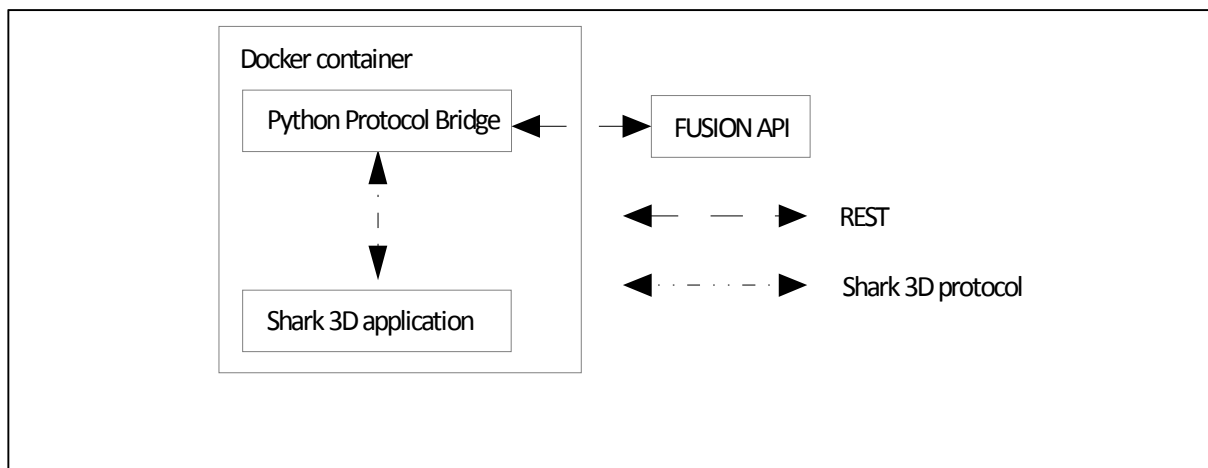 Docker container
Python Protocol Bridge
FUSION API
REST
Shark 3D protocol
Shark 3D application